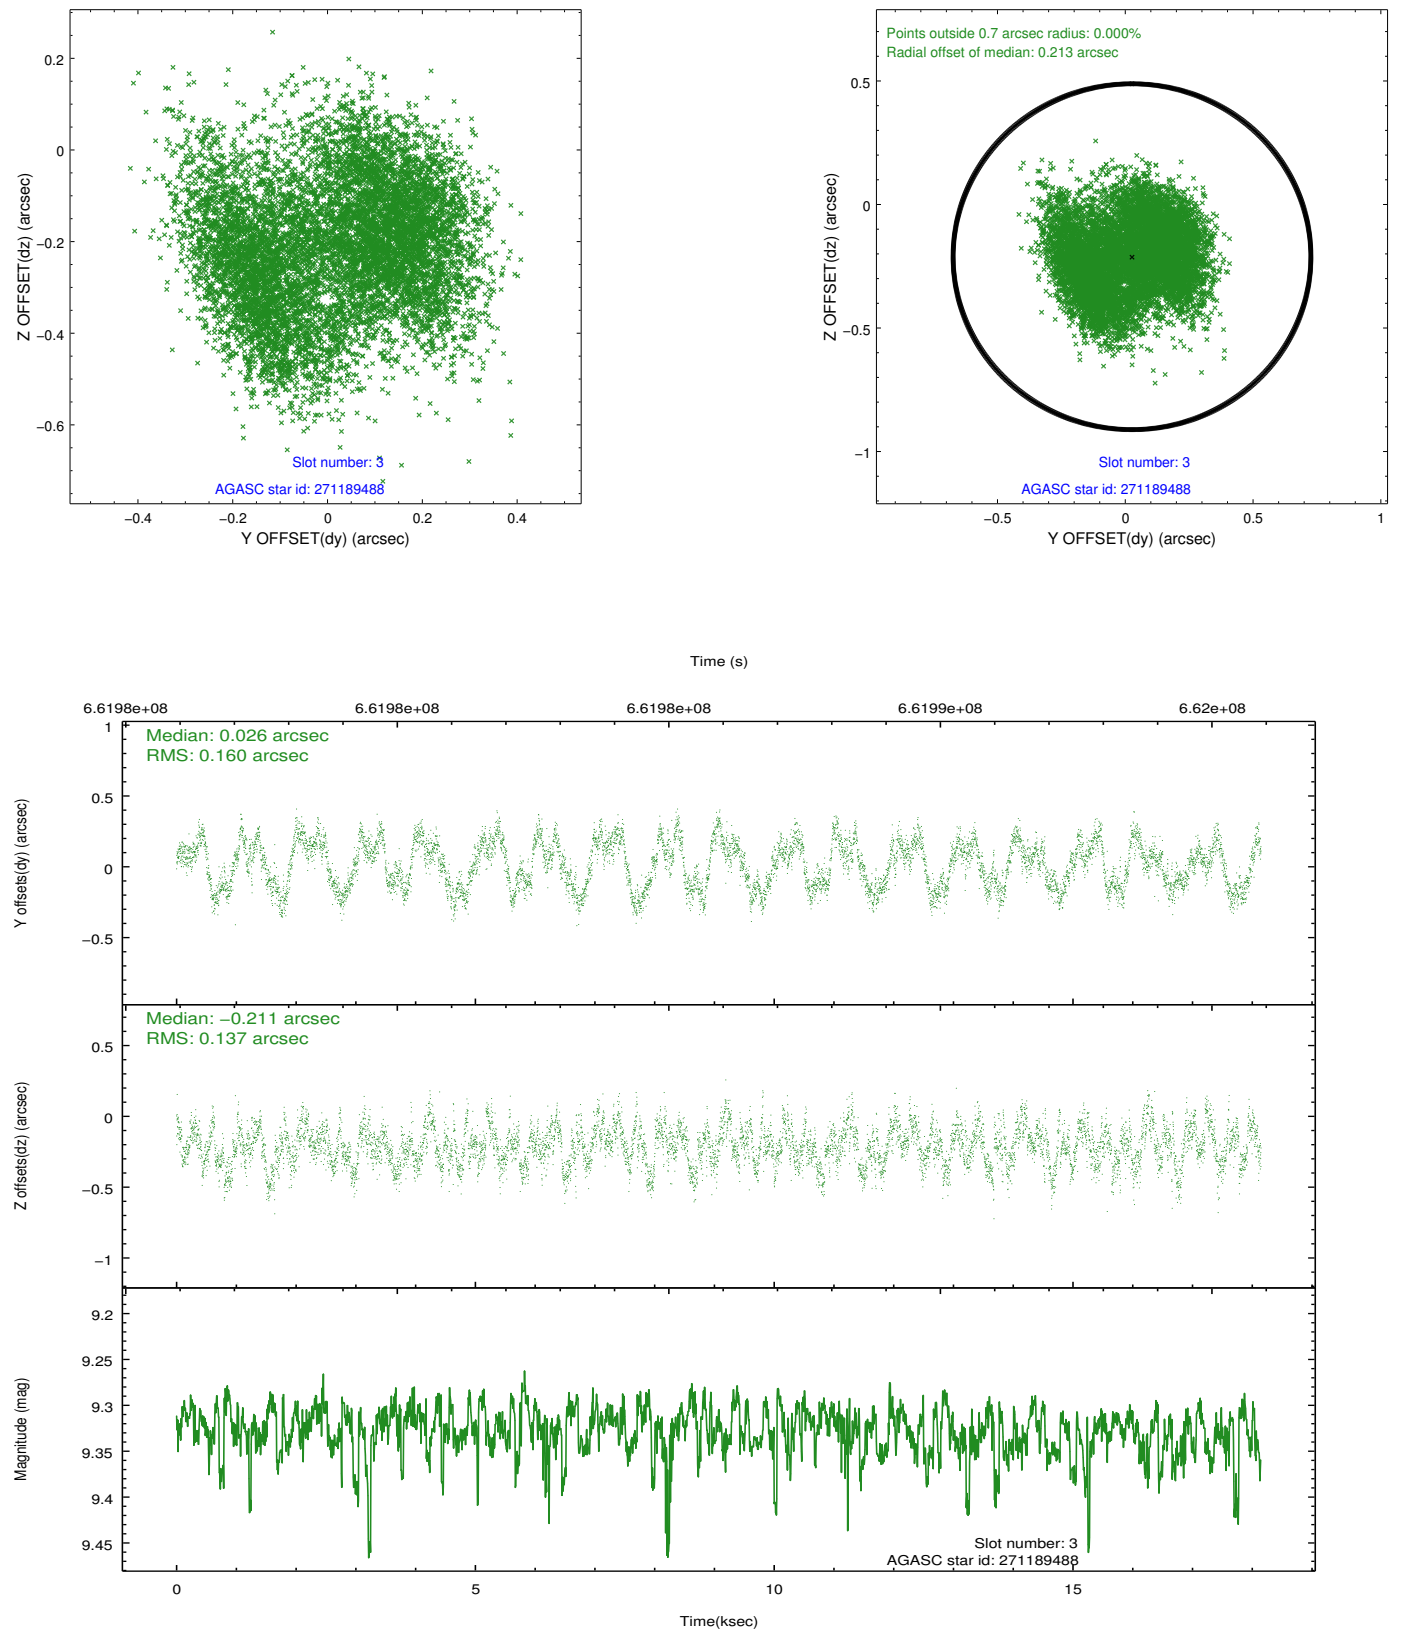 0.2
0
−0.2
−0.4
−0.6
Z OFFSET(dz) (arcsec)
Slot number: 3
AGASC star id: 271189488
−0.4
−0.2
0
0.2
0.4
Y OFFSET(dy) (arcsec)
Points outside 0.7 arcsec radius: 0.000%
Radial offset of median: 0.213 arcsec
0.5
0
−0.5
−1
Z OFFSET(dz) (arcsec)
Slot number: 3
AGASC star id: 271189488
−0.5
0
0.5
1
Y OFFSET(dy) (arcsec)
Time (s)
6.6198e+08
6.6198e+08
6.6198e+08
6.6199e+08
6.62e+08
Median: 0.026 arcsec
RMS: 0.160 arcsec
1
0.5
0
−0.5
Y offsets(dy) (arcsec)
Median: −0.211 arcsec
RMS: 0.137 arcsec
0.5
0
−0.5
−1
Z offsets(dz) (arcsec)
9.2
9.25
9.3
9.35
9.4
9.45
Magnitude (mag)
Slot number: 3
AGASC star id: 271189488
0
5
10
15
Time(ksec)